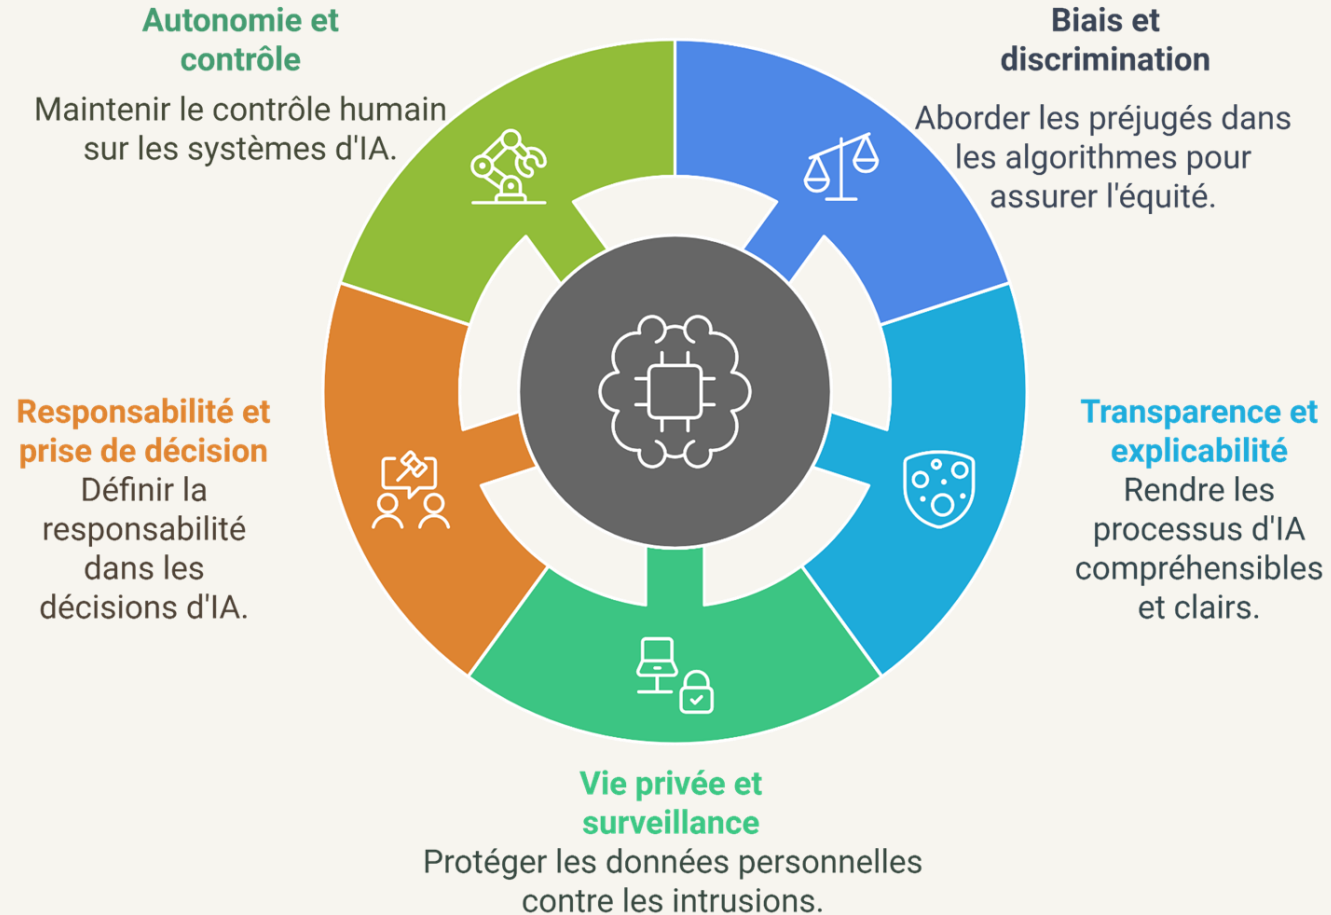 Autonomie et
contrôle
Maintenir le contrôle humain
sur les systèmes d'IA.
Biais et
discrimination
Aborder les préjugés dans
les algorithmes pour
assurer l'équité.
Responsabilité et
prise de décision
Définir la
responsabilité
dans les
décisions d'IA.
Transparence et
explicabilité
Rendre les
processus d'IA
compréhensibles
et clairs.
Vie privée et
surveillance
Protéger les données personnelles
contre les intrusions.